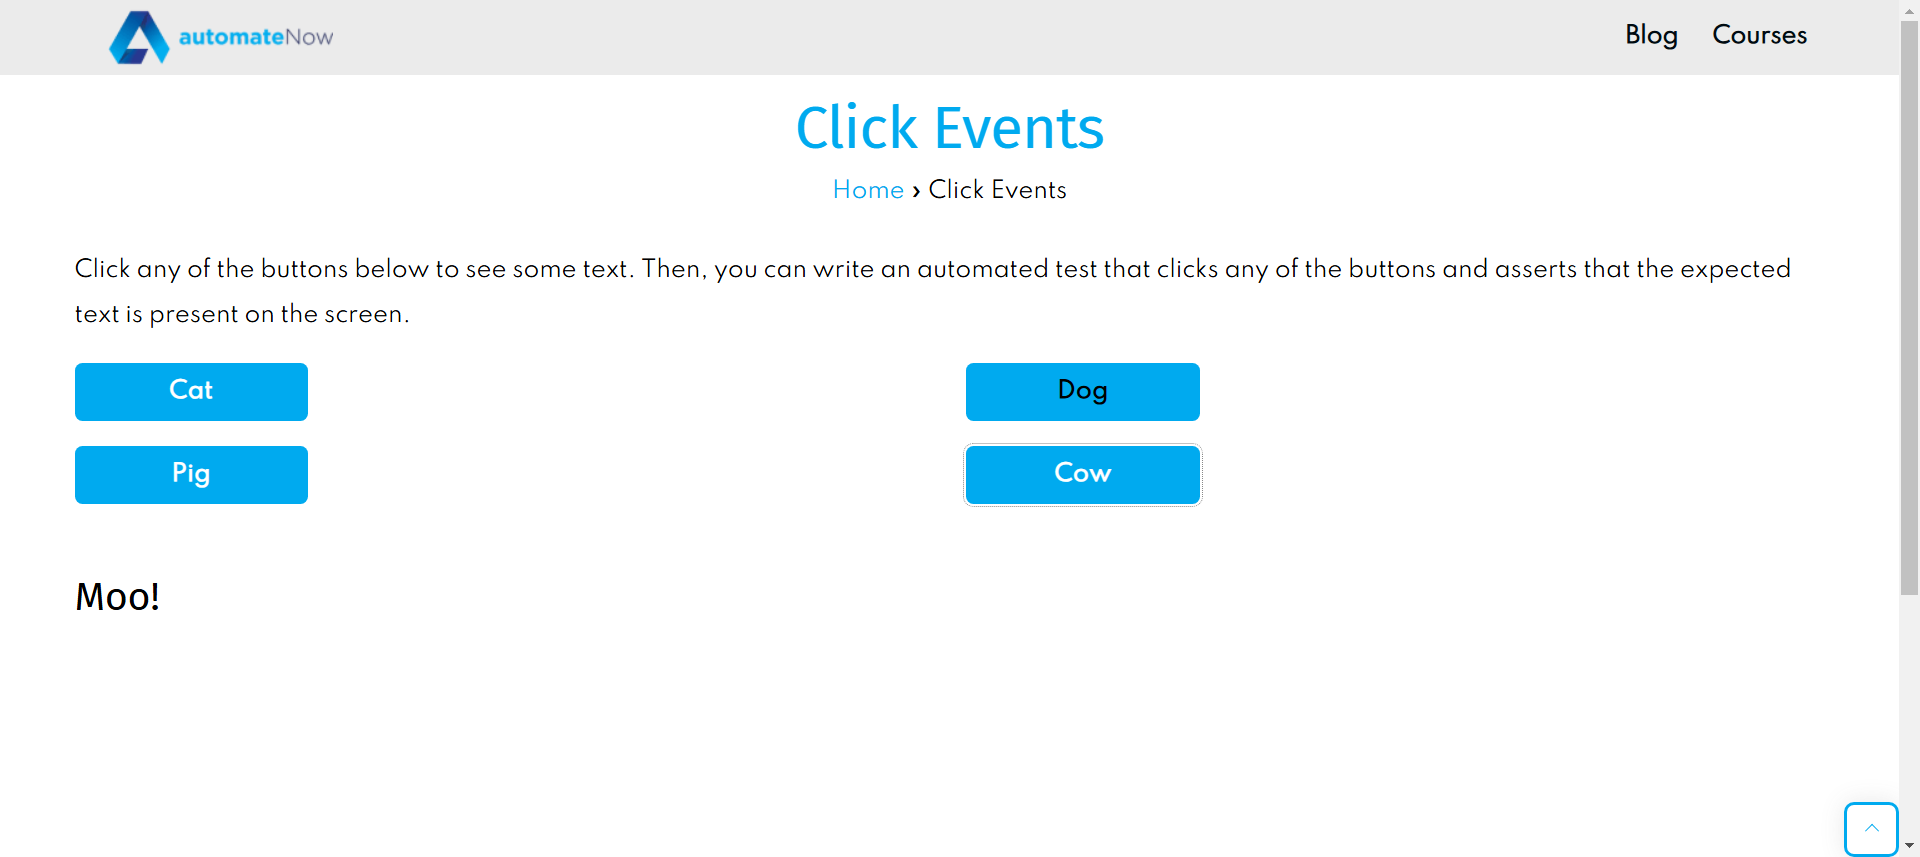 automateNow
Blog
Courses
Click Events
Home › Click Events
Click any of the buttons below to see some text. Then, you can write an automated test that clicks any of the buttons and asserts that the expected
text is present on the screen.
Cat
Dog
Pig
Cow
Moo!